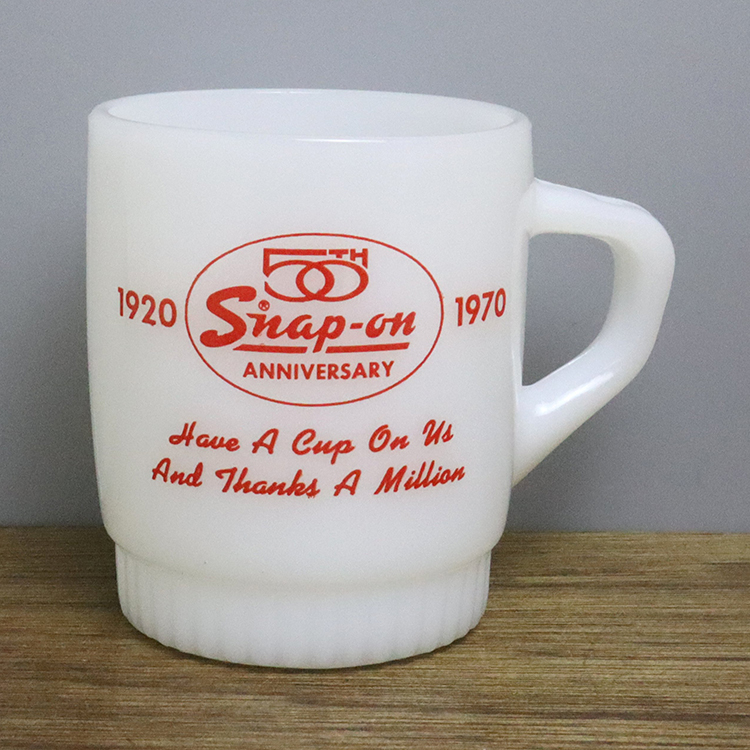 50TH
1920 Snap-on® 1970
ANNIVERSARY
Have A Cup On Us
And Thanks A Million